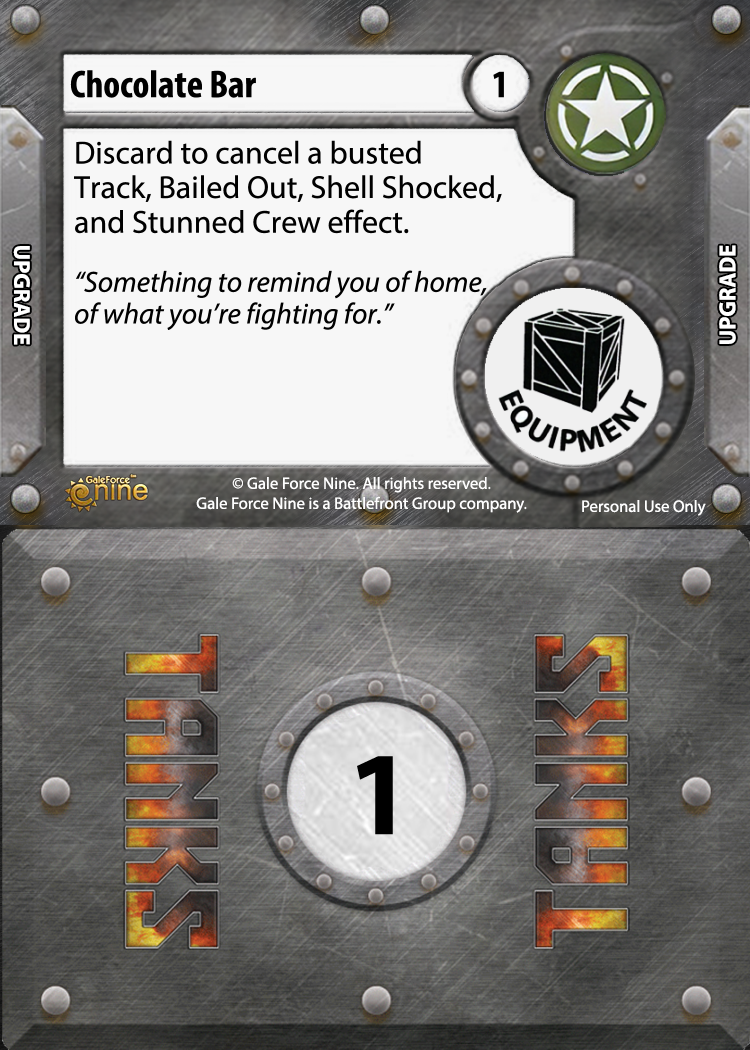 Chocolate Bar
1
Discard to cancel a busted
Track, Bailed Out, Shell Shocked,
and Stunned Crew effect.
“Something to remind you of home,
of what you’re fighting for.”
UPGRADE
UPGRADE
EQUIPMENT
GaleForce™
nine
© Gale Force Nine. All rights reserved.
Gale Force Nine is a Battlefront Group company.
Personal Use Only
TANKS
1
TANKS